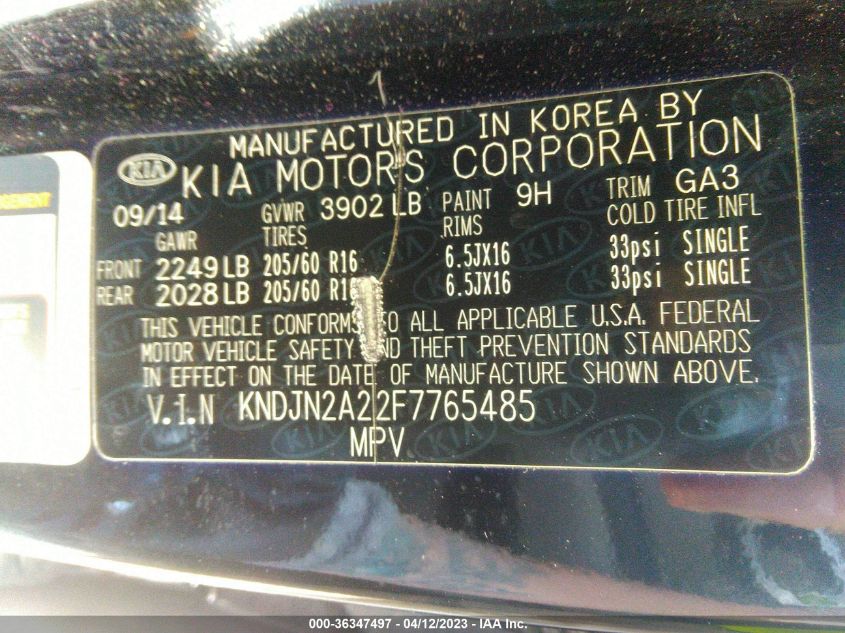 MANUFACTURED IN KOREA BY
KIA KIA MOTORS CORPORATION
09/14 GVWR 3902 LB PAINT 9H TRIM GA3
GAWR TIRES RIMS COLD TIRE INFL
FRONT 2249 LB 205/60 R16 6.5JX16 33psi SINGLE
REAR 2028 LB 205/60 6.5JX16 33psi SINGLE
THIS VEHICLE CONFORMS TO ALL APPLICABLE U.S.A. FEDERAL
MOTOR VEHICLE SAFETY AND THEFT PREVENTION STANDARDS
IN EFFECT ON THE DATE OF MANUFACTURE SHOWN ABOVE.
V.I.N KNDJN2A22F7765485
MPV
000-36347497 - 04/12/2023 - IAA Inc.